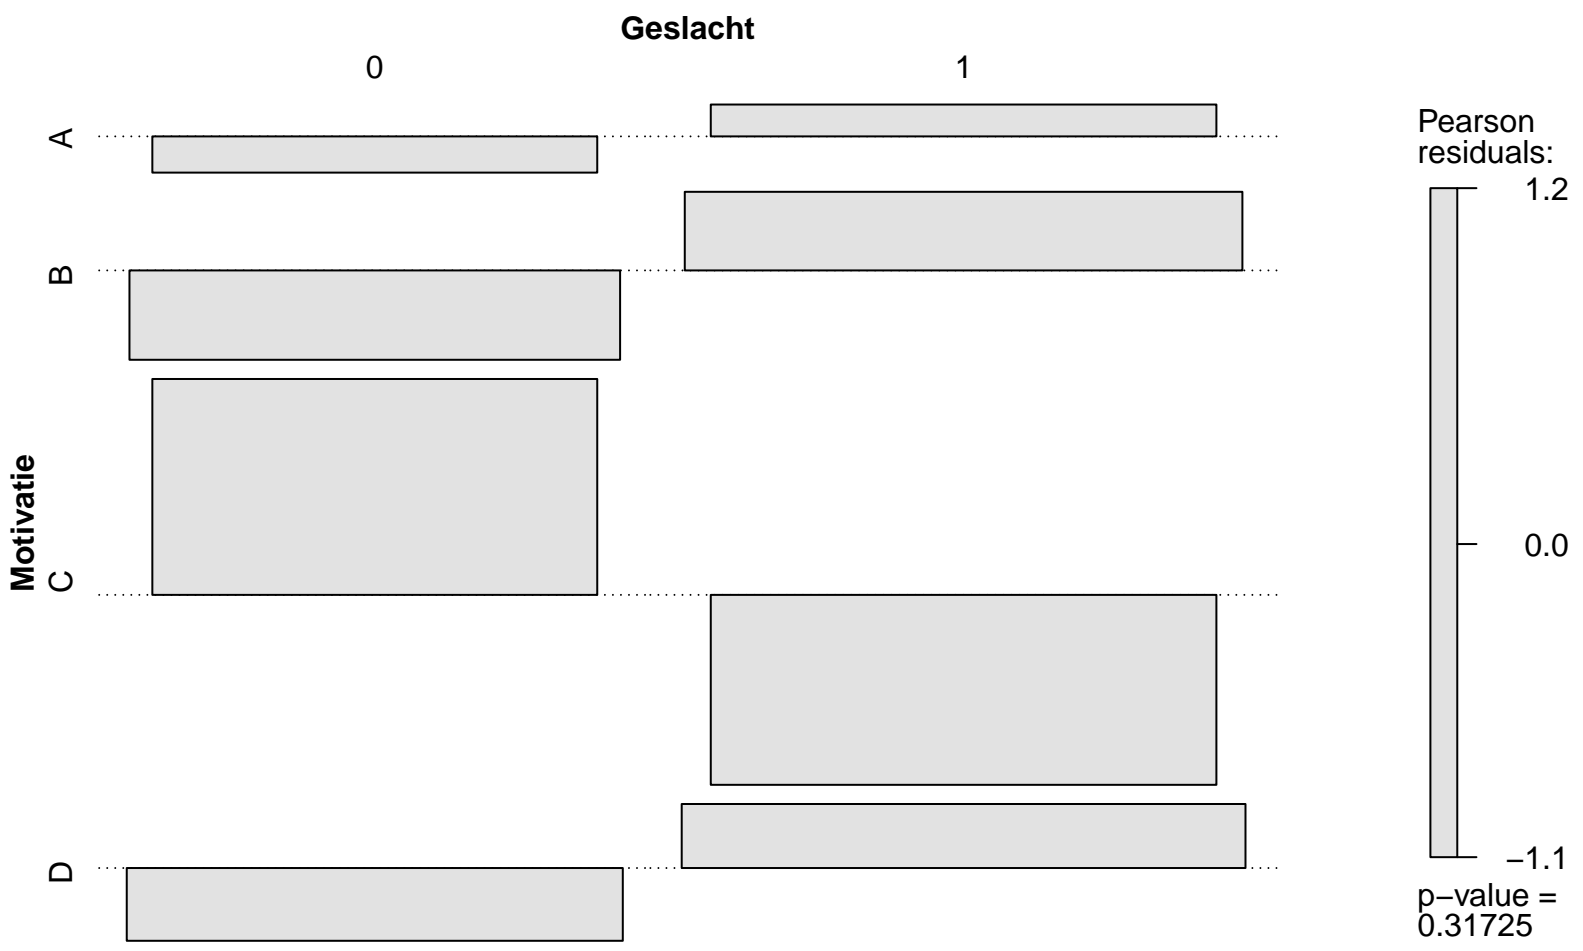 Geslacht
0 1
A
B
C
D
Motivatie
Pearson
residuals:
1.2
0.0
−1.1
p−value =
0.31725